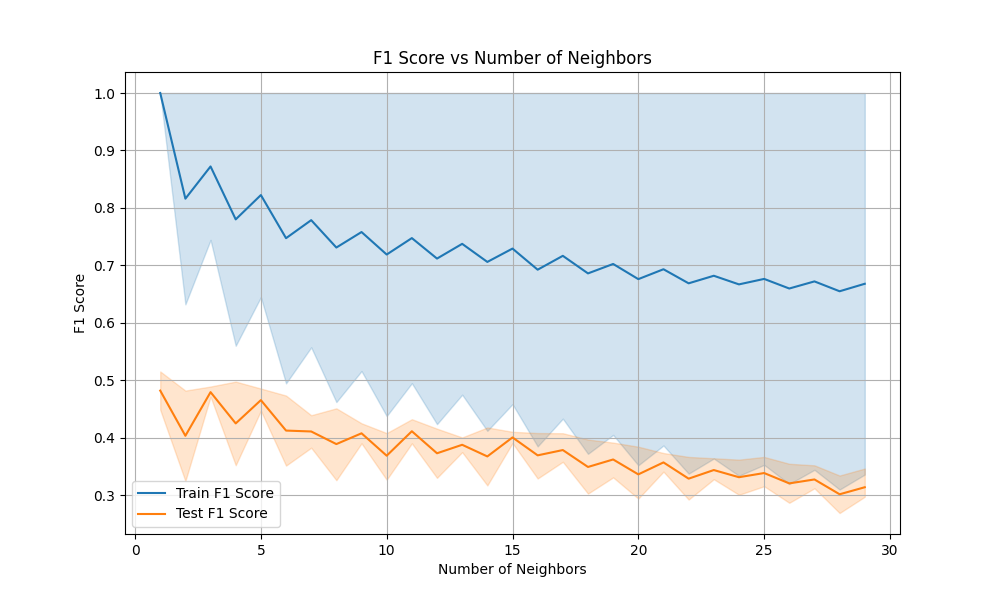 F1 Score vs Number of Neighbors
F1 Score
1.0
0.9
0.8
0.7
0.6
0.5
0.4
0.3
Train F1 Score
Test F1 Score
0 5 10 15 20 25 30
Number of Neighbors